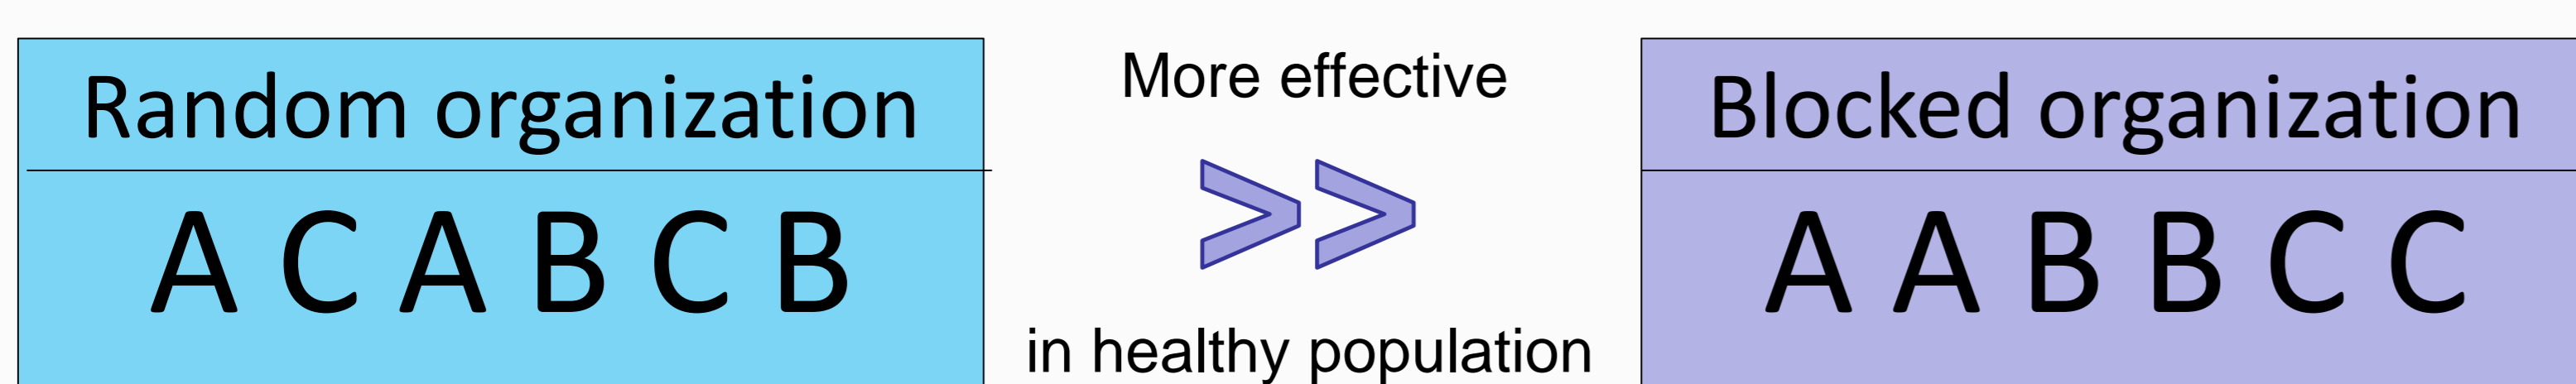 Random organization
A C A B C B
More effective
>>
in healthy population
Blocked organization
A A B B C C